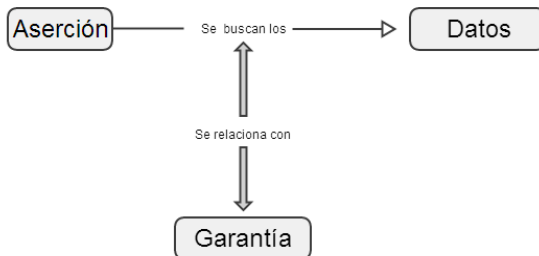 Aserción
Se buscan los
Datos
Se relaciona con
Garantía